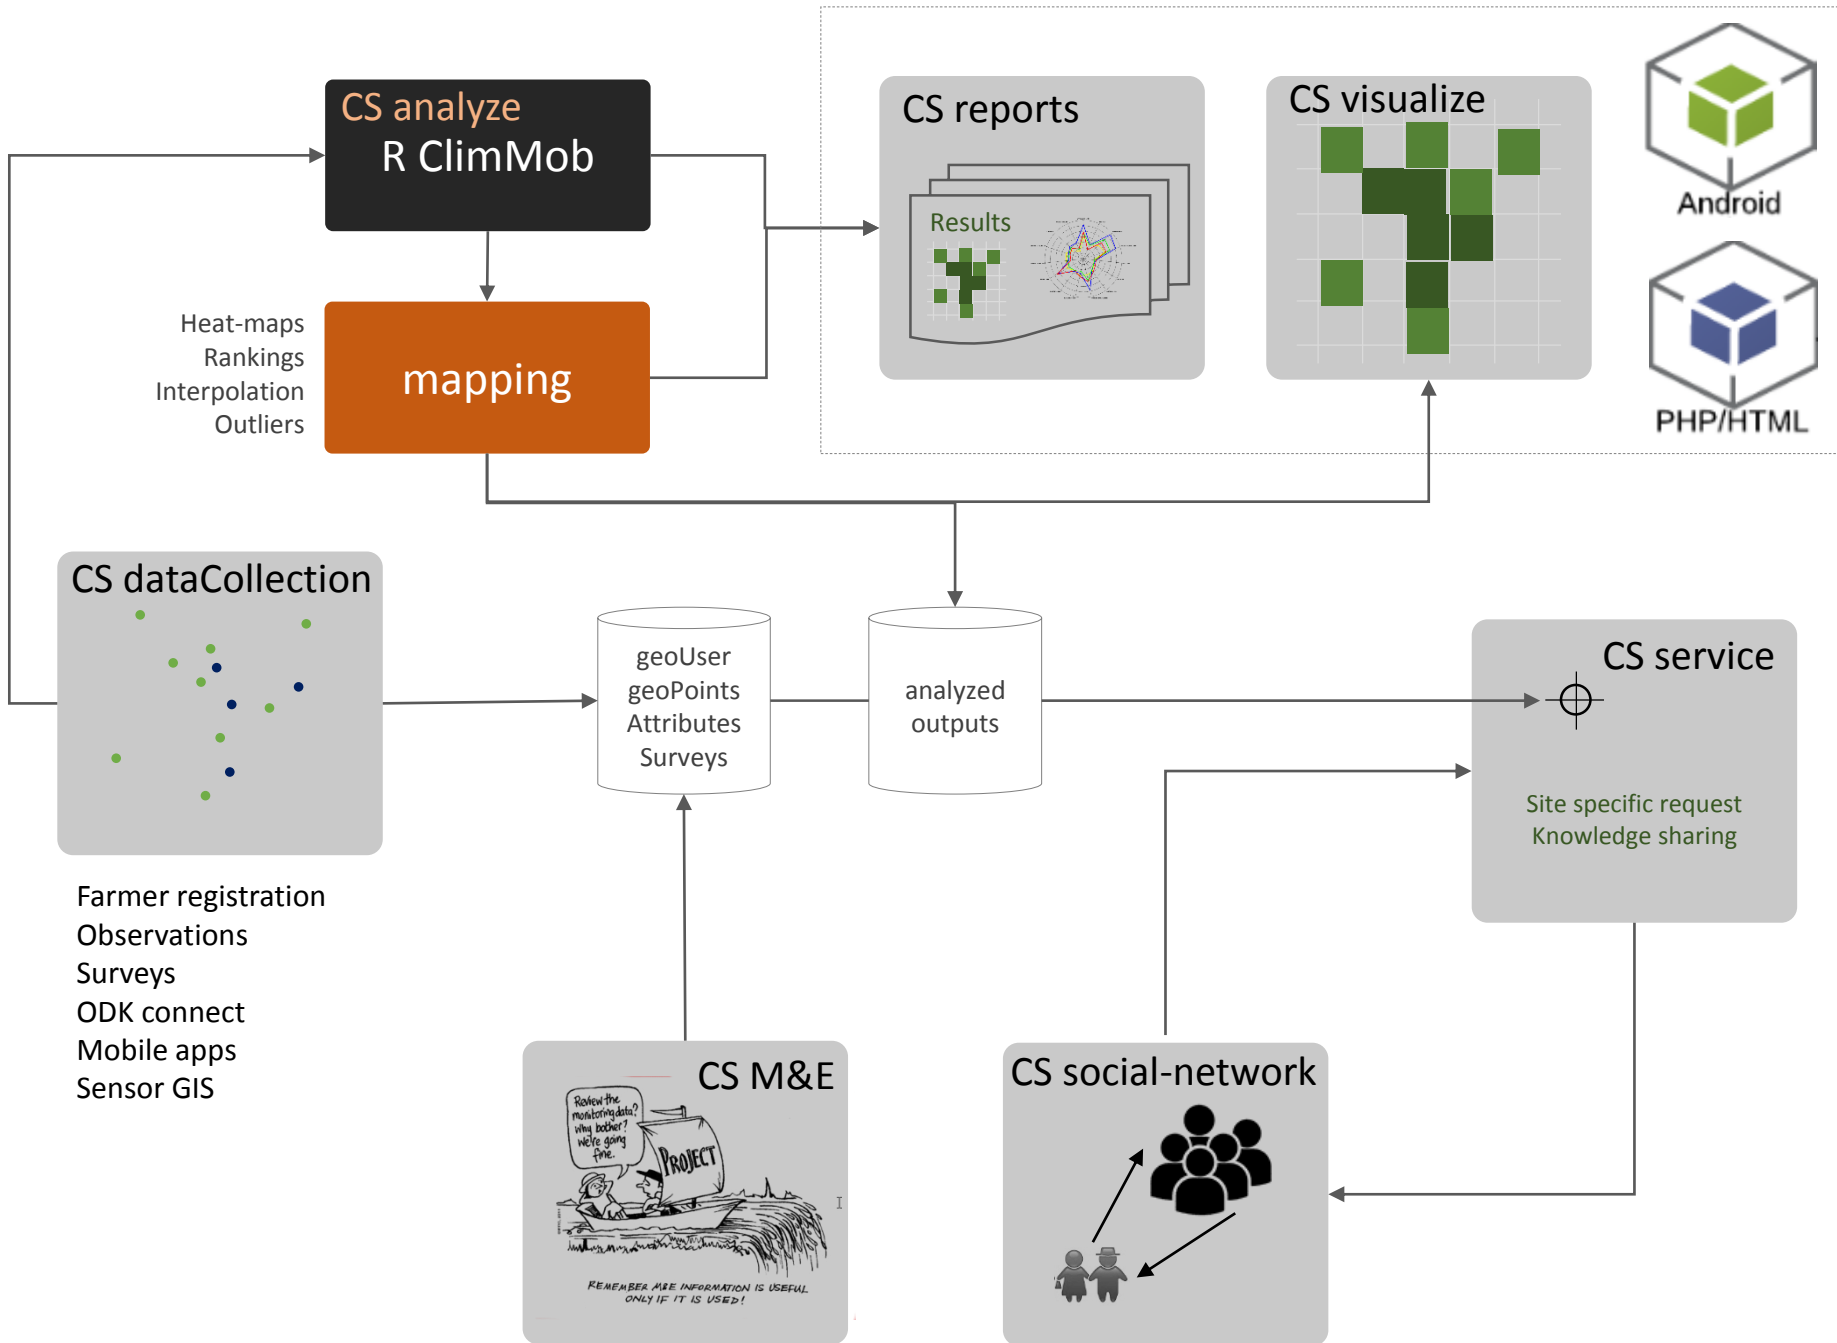 CS analyze
R ClimMob
Heat-maps
Rankings
Interpolation
Outliers
mapping
CS reports
Results
CS visualize
Android
PHP/HTML
CS dataCollection
Farmer registration
Observations
Surveys
ODK connect
Mobile apps
Sensor GIS
geoUser
geoPoints
Attributes
Surveys
analyzed
outputs
CS service
Site specific request
Knowledge sharing
CS M&E
Review the
monitoring data?
why bother?
We're going
fine.
PROJECT
REMEMBER M&E INFORMATION IS USEFUL
ONLY IF IT IS USED!
CS social-network